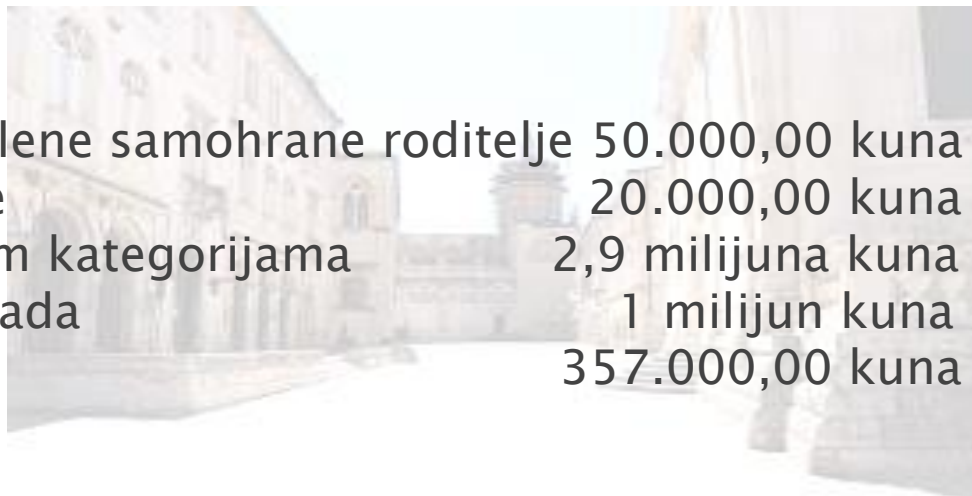 lene samohrane roditelje 50.000,00 kuna
e 20.000,00 kuna
m kategorijama 2,9 milijuna kuna
ada 1 milijun kuna
357.000,00 kuna